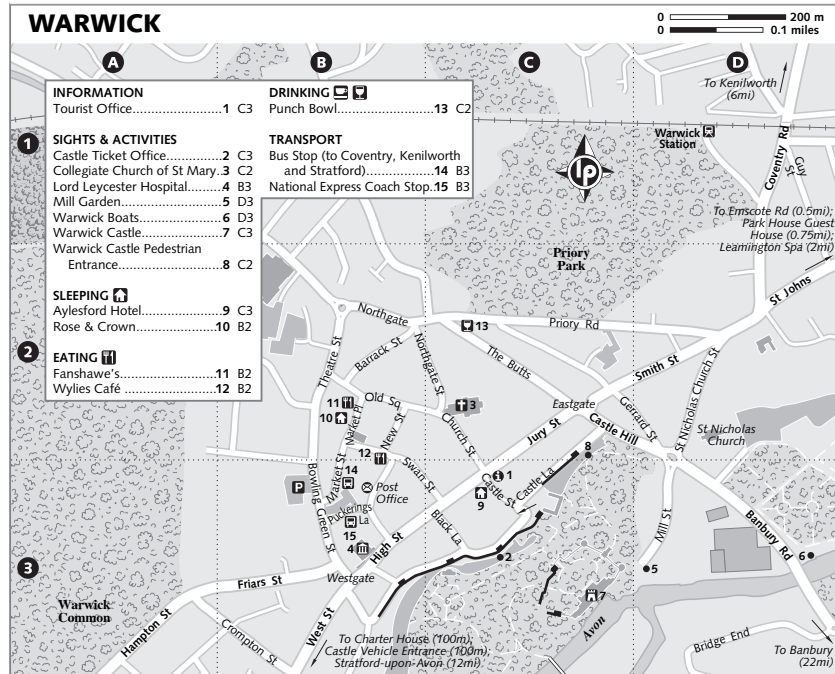 WARWICK
0 200 m
0 0.1 miles
A
B
C
D
1
2
3
INFORMATION
Tourist Office.................1 C3
SIGHTS & ACTIVITIES
Castle Ticket Office..............2 C3
Collegiate Church of St Mary..3 C2
Lord Leycester Hospital.........4 B3
Mill Garden.......................5 D3
Warwick Boats....................6 D3
Warwick Castle...................7 C3
Warwick Castle Pedestrian
Entrance.......................8 C2
SLEEPING
Aylesford Hotel..................9 C3
Rose & Crown....................10 B2
EATING
Fanshawe's......................11 B2
Wylies Café .....................12 B2
DRINKING
Punch Bowl......................13 C2
TRANSPORT
Bus Stop (to Coventry, Kenilworth
and Stratford)...................14 B3
National Express Coach Stop.15 B3
To Kenilworth
(6mi)
Warwick
Station
Coventry Rd
Guy St
lp
To Emscote Rd (0.5mi);
Park House Guest
House (0.75mi);
Leamington Spa (2mi)
Priory
Park
St Johns
Northgate
13
Priory Rd
The Butts
Theatre St
Barrack St
Northgate St
Smith St
St Nicholas Church St
Old Sq
11
10
Market Pl
New St
3
Church St
Eastgate
Jury St
Gerrard St
Castle Hill
St Nicholas
Church
12
8
Bowling Green St
Market St
14
Swan St
1
Castle St
Castle La
P
Post
Office
9
Puckerings
La
15
4
High St
Black La
Mill St
Banbury Rd
2
5
6
Westgate
Friars St
7
Warwick
Common
Hampton St
Crompton St
West St
Avon
Bridge End
To Charter House (100m);
Castle Vehicle Entrance (100m);
Stratford-upon-Avon (12mi)
To Banbury
(22mi)